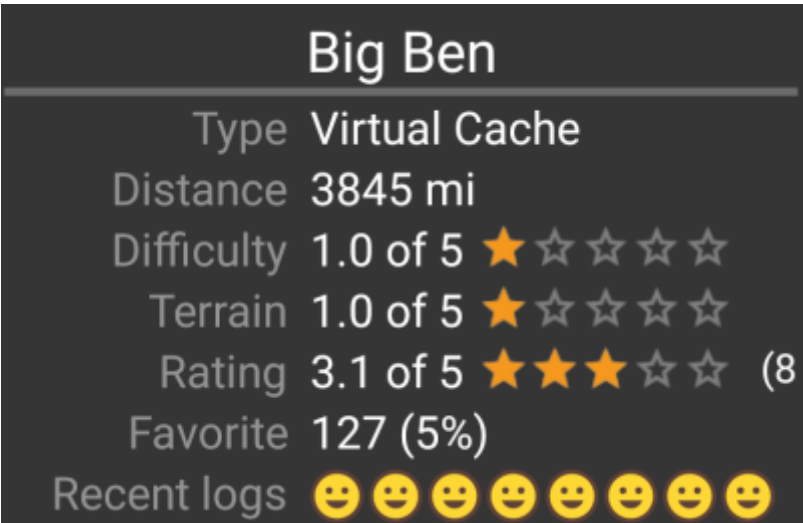 Big Ben
Type Virtual Cache
Distance 3845 mi
Difficulty 1.0 of 5
Terrain 1.0 of 5
Rating 3.1 of 5 (8
Favorite 127 (5%)
Recent logs